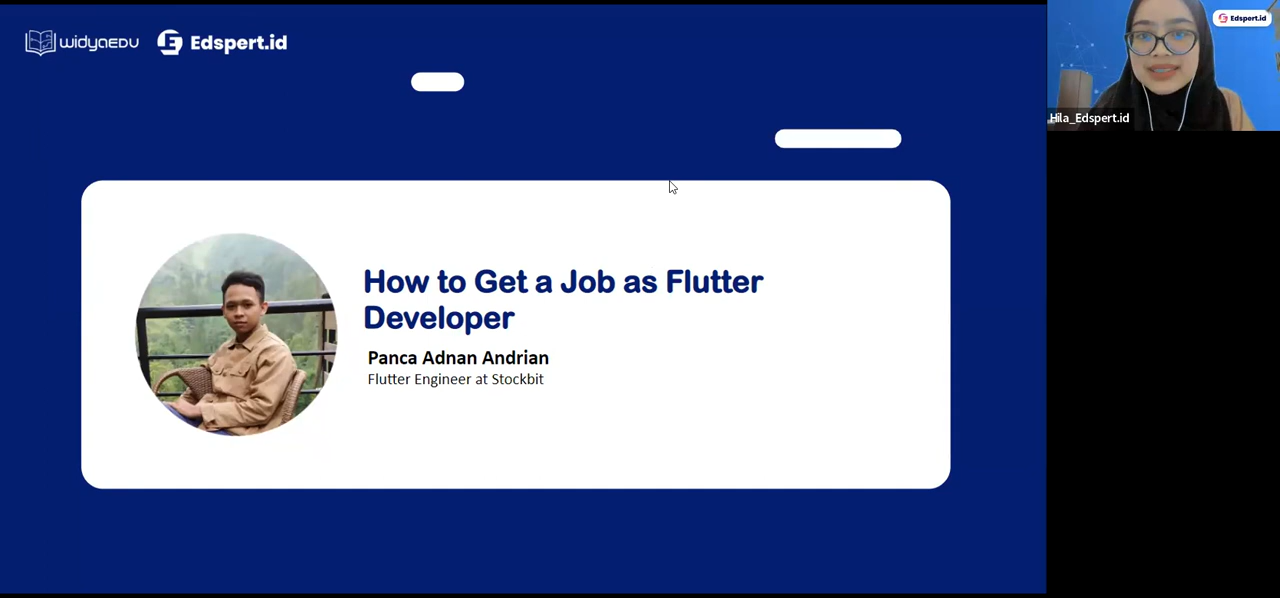 WIDYAEDU
Edspert.id
Edspert.id
Hila_Edspert.id
How to Get a Job as Flutter
Developer
Panca Adnan Andrian
Flutter Engineer at Stockbit